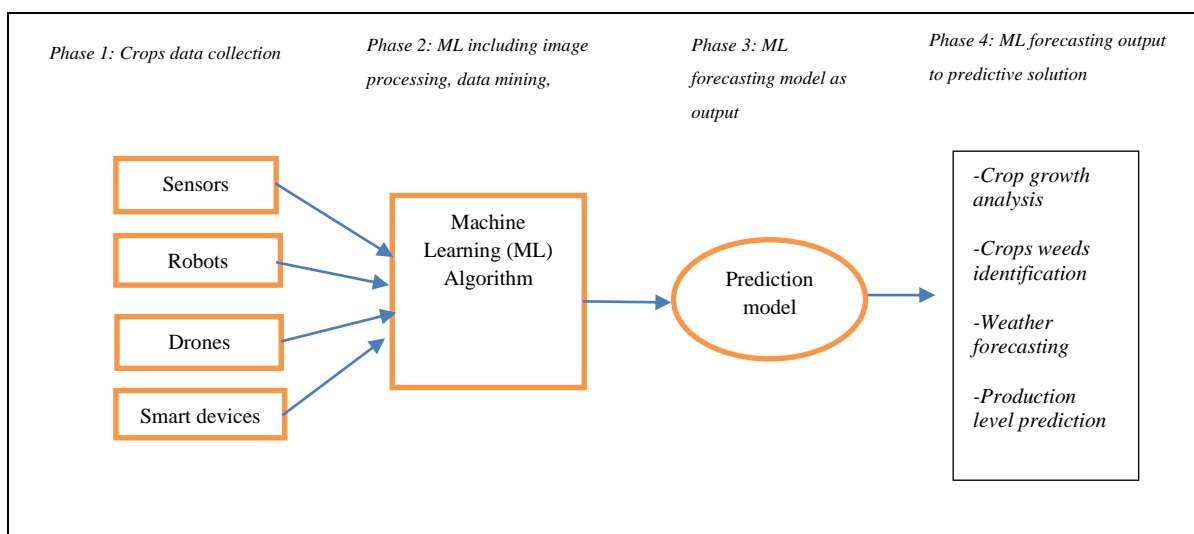 Phase 1: Crops data collection
Phase 2: ML including image
processing, data mining,
Phase 3: ML
forecasting model as
output
Phase 4: ML forecasting output
to predictive solution
Sensors
Robots
Drones
Smart devices
Machine
Learning (ML)
Algorithm
Prediction
model
-Crop growth
analysis
-Crops weeds
identification
-Weather
forecasting
-Production
level prediction